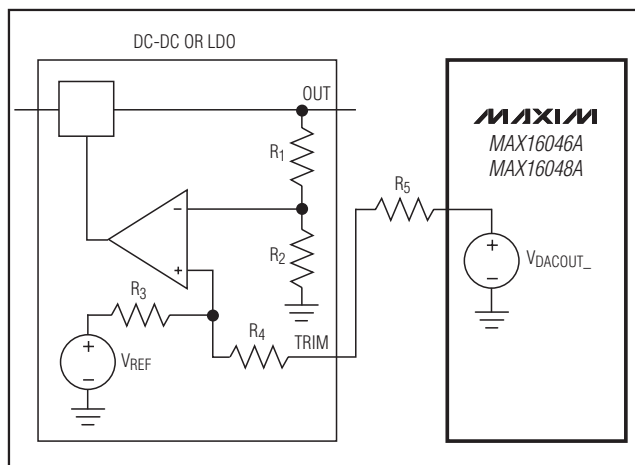 DC-DC OR LDO
OUT
MAXIM
MAX16046A
MAX16048A
R1
R5
−
R2
+
VDACOUT_
−
+
R3
R4
TRIM
+
VREF
−